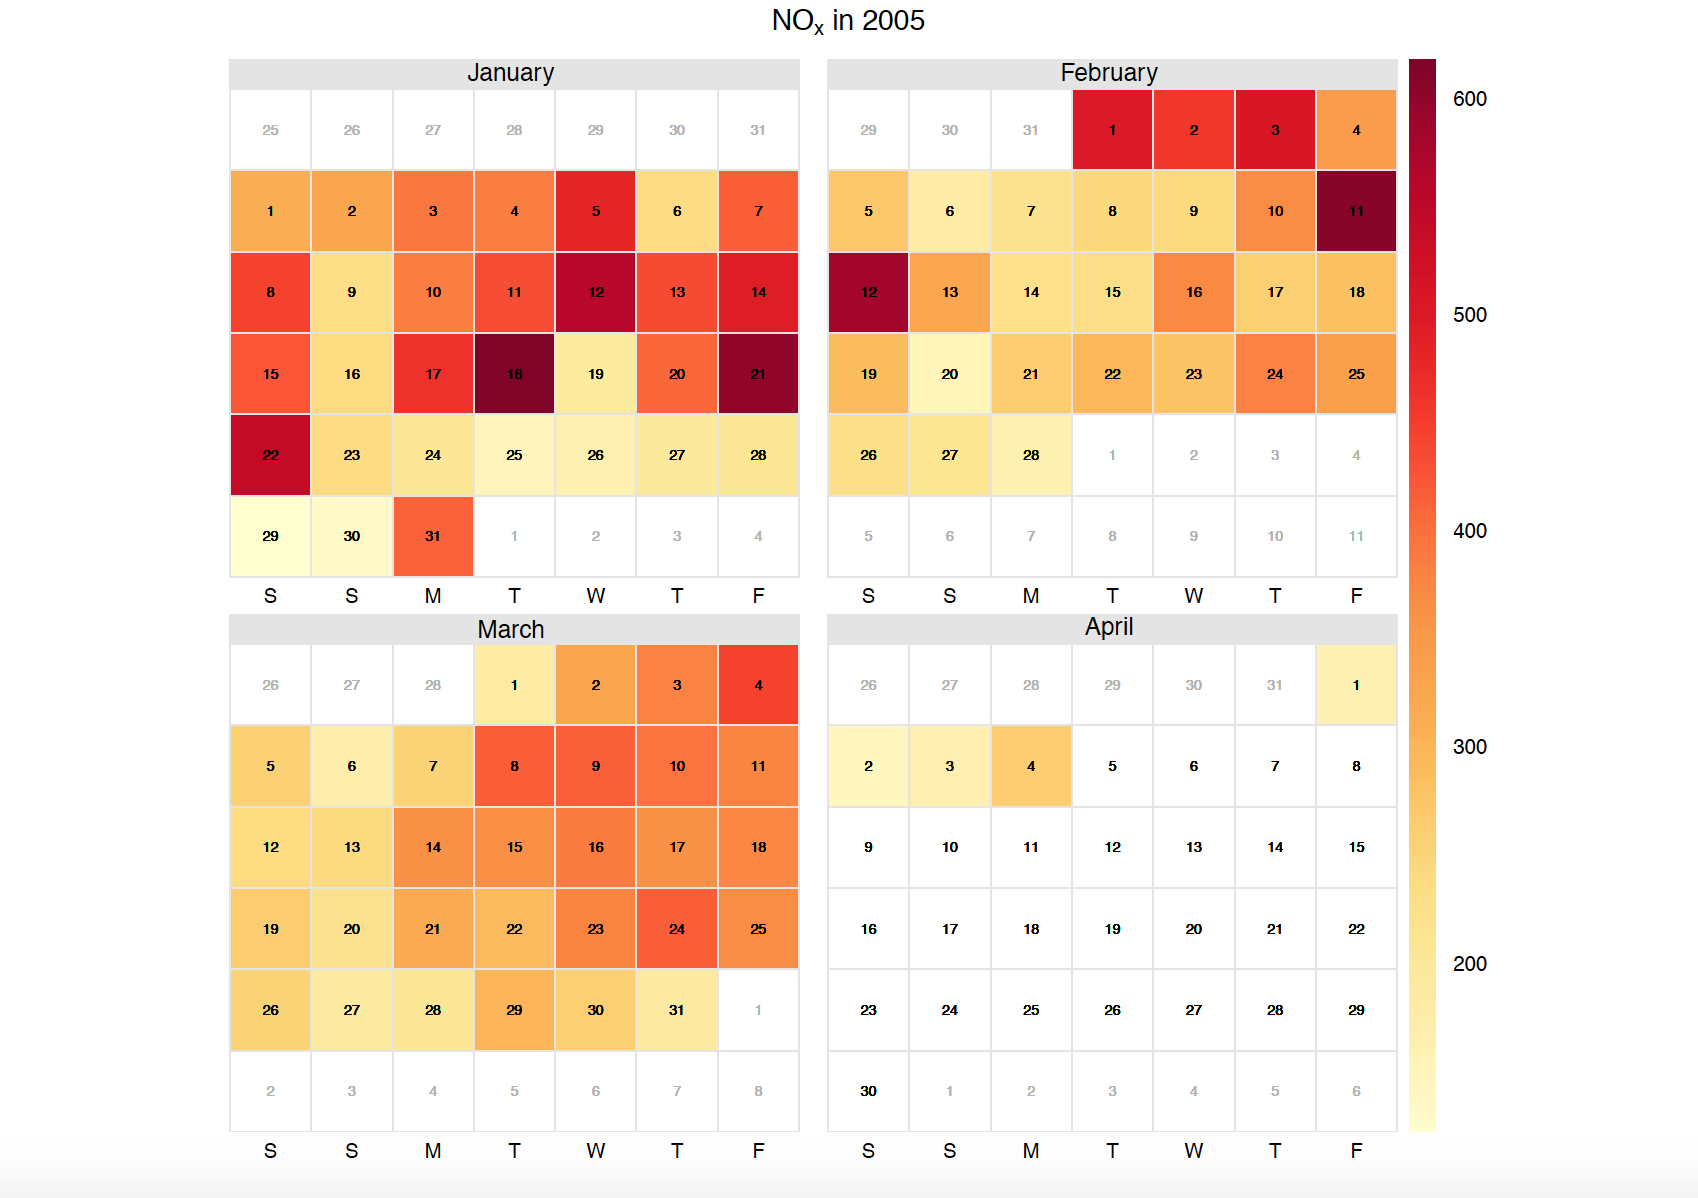 NOx in 2005
January
25 26 27 28 29 30 31
1 2 3 4 5 6 7
8 9 10 11 12 13 14
15 16 17 18 19 20 21
22 23 24 25 26 27 28
29 30 31 1 2 3 4
S S M T W T F
February
29 30 31 1 2 3 4
5 6 7 8 9 10 11
12 13 14 15 16 17 18
19 20 21 22 23 24 25
26 27 28 1 2 3 4
5 6 7 8 9 10 11
S S M T W T F
March
26 27 28 1 2 3 4
5 6 7 8 9 10 11
12 13 14 15 16 17 18
19 20 21 22 23 24 25
26 27 28 29 30 31 1
2 3 4 5 6 7 8
S S M T W T F
April
26 27 28 29 30 31 1
2 3 4 5 6 7 8
9 10 11 12 13 14 15
16 17 18 19 20 21 22
23 24 25 26 27 28 29
30 1 2 3 4 5 6
S S M T W T F
600
500
400
300
200